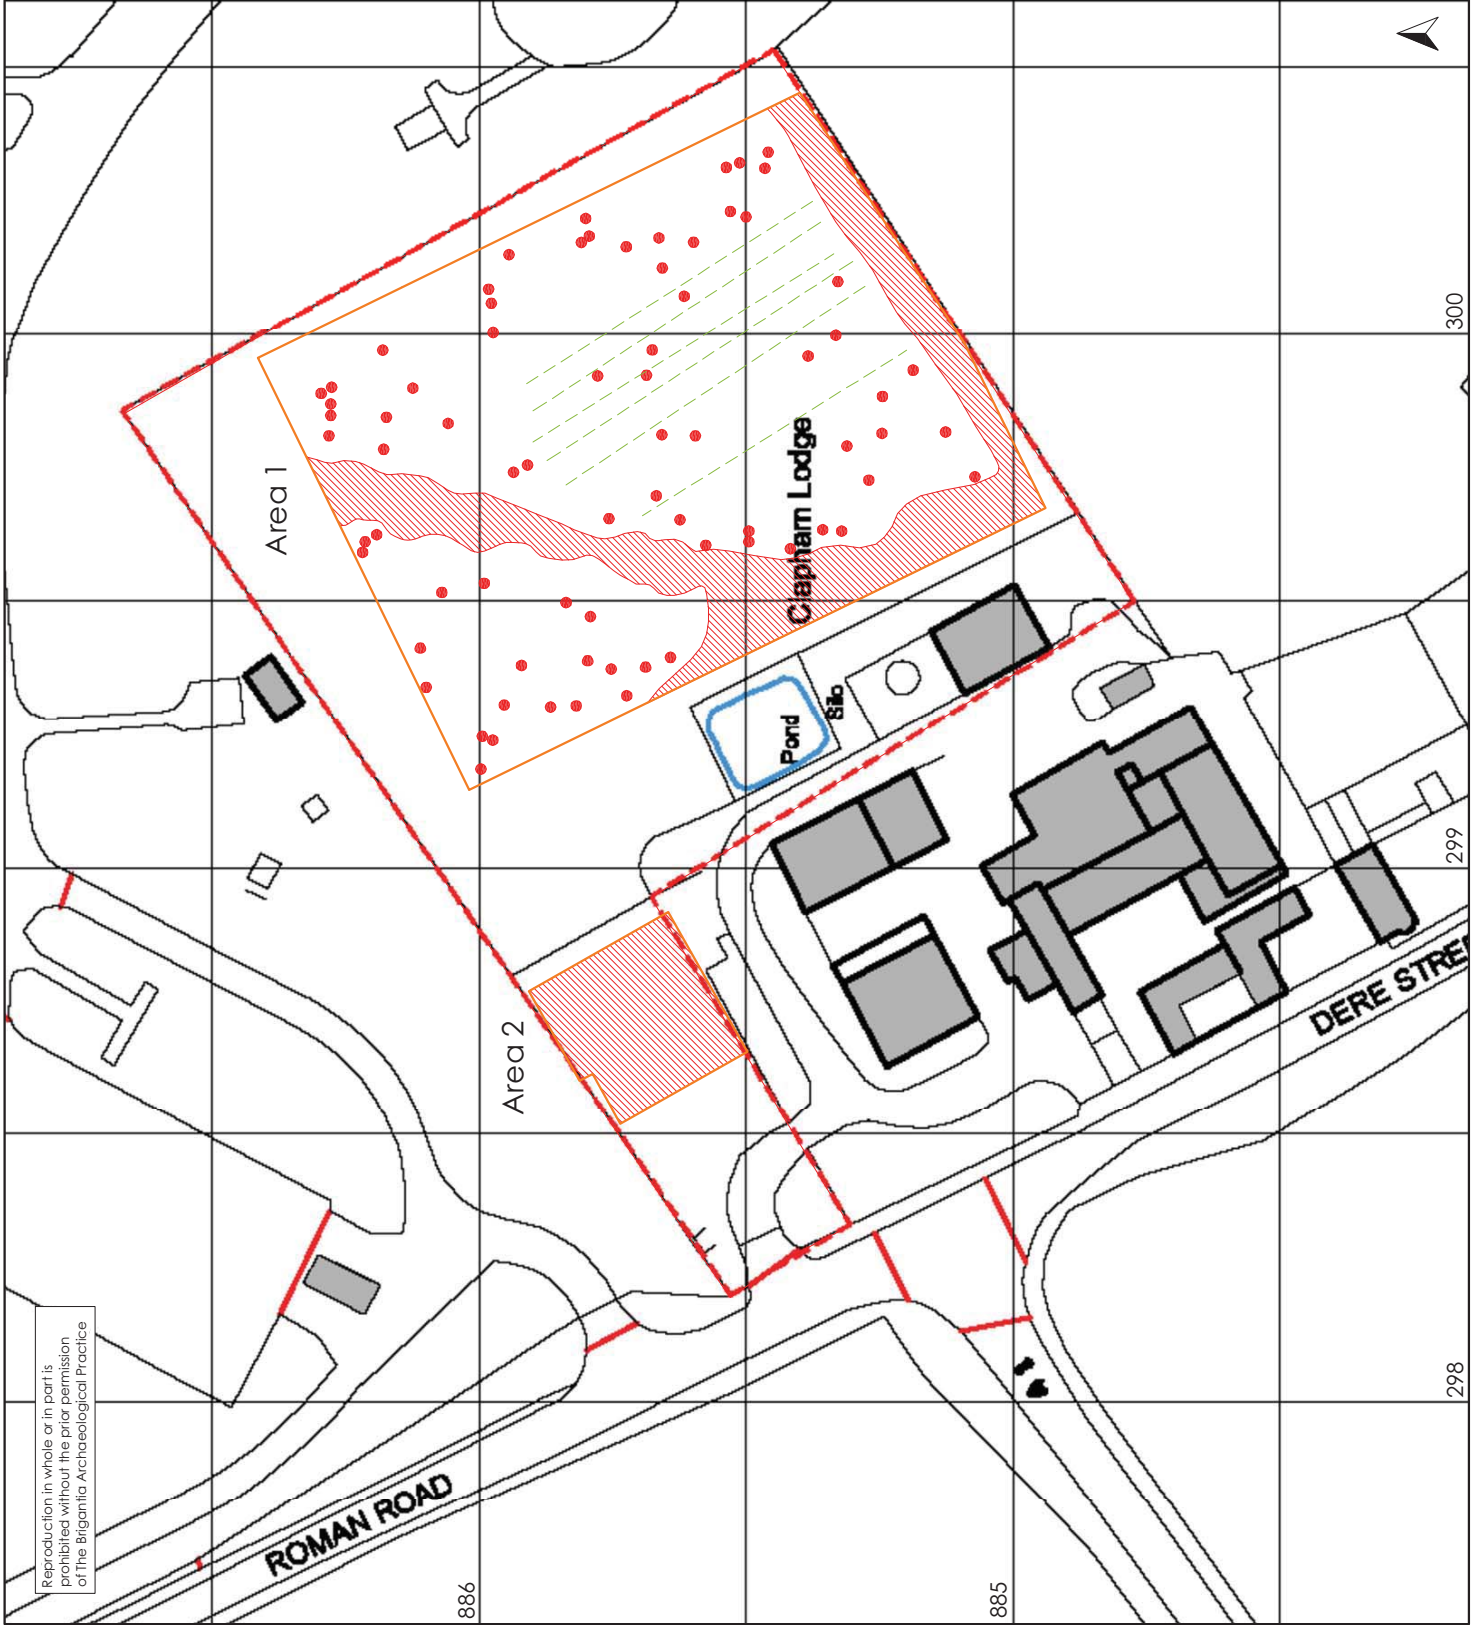 Reproduction in whole or in part is
prohibited without the prior permission
of The Brigantia Archaeological Practice
Area 1
Area 2
Clapham Lodge
Pond
Silo
ROMAN ROAD
DERE STREE
886
885
298
299
300